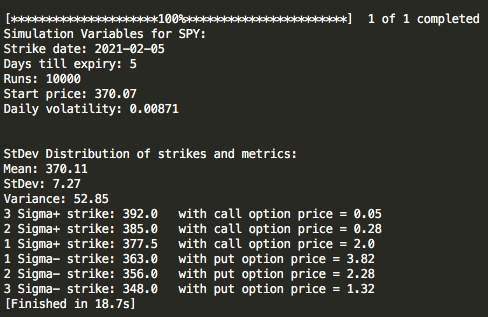 [**********************100%***********************]  1 of 1 completed
Simulation Variables for SPY:
Strike date: 2021-02-05
Days till expiry: 5
Runs: 10000
Start price: 370.07
Daily volatility: 0.00871
StDev Distribution of strikes and metrics:
Mean: 370.11
StDev: 7.27
Variance: 52.85
3 Sigma+ strike: 392.0   with call option price = 0.05
2 Sigma+ strike: 385.0   with call option price = 0.28
1 Sigma+ strike: 377.5   with call option price = 2.0
1 Sigma- strike: 363.0   with put option price = 3.82
2 Sigma- strike: 356.0   with put option price = 2.28
3 Sigma- strike: 348.0   with put option price = 1.32
[Finished in 18.7s]